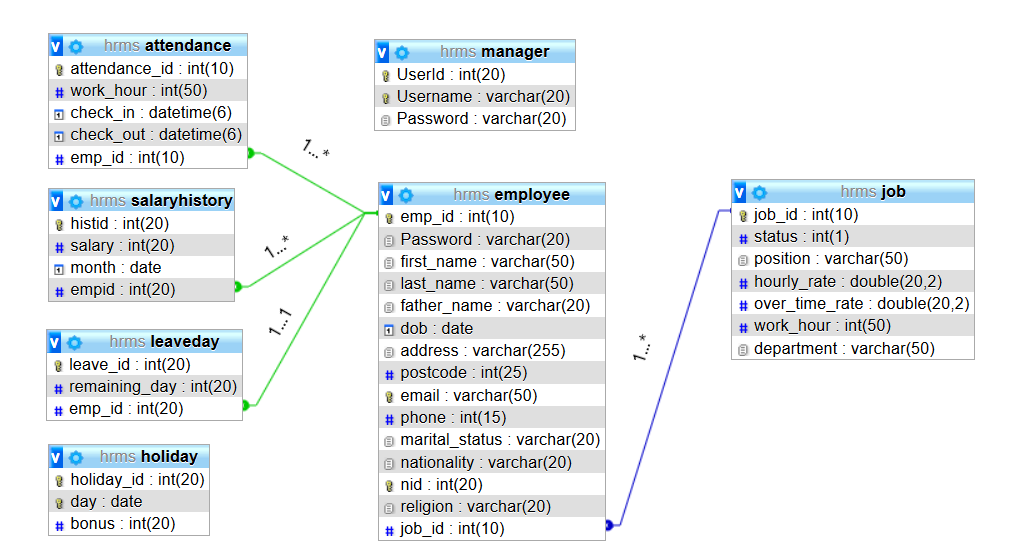 hrms attendance
attendance_id : int(10)
work_hour : int(50)
check_in : datetime(6)
check_out : datetime(6)
emp_id : int(10)
hrms manager
UserId : int(20)
Username : varchar(20)
Password : varchar(20)
1...*
hrms salaryhistory
histid : int(20)
salary : int(20)
month : date
empid : int(20)
1...*
hrms leaveday
leave_id : int(20)
remaining_day : int(20)
emp_id : int(20)
1...1
hrms holiday
holiday_id : int(20)
day : date
bonus : int(20)
hrms employee
emp_id : int(10)
Password : varchar(20)
first_name : varchar(50)
last_name : varchar(50)
father_name : varchar(20)
dob : date
address : varchar(255)
postcode : int(25)
email : varchar(50)
phone : int(15)
marital_status : varchar(20)
nationality : varchar(20)
nid : int(20)
religion : varchar(20)
job_id : int(10)
1...*
hrms job
job_id : int(10)
status : int(1)
position : varchar(50)
hourly_rate : double(20,2)
over_time_rate : double(20,2)
work_hour : int(50)
department : varchar(50)